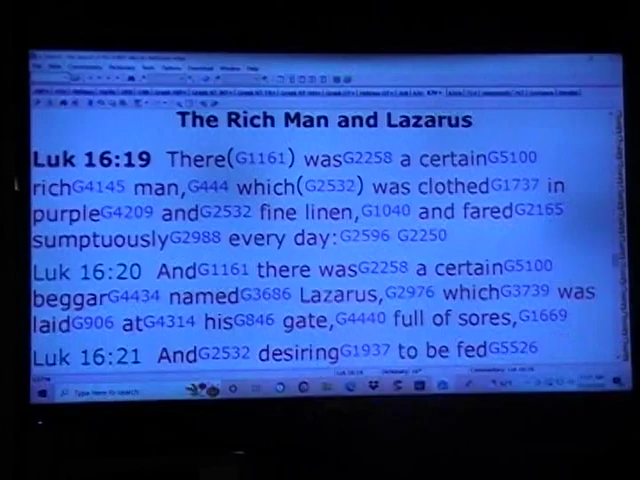 The Rich Man and Lazarus
Luk 16:19 There(G1161) wasG2258 a certainG5100
richG4145 man,G444 which(G2532) was clothedG1737 in
purpleG4209 andG2532 fine linen,G1040 and faredG2165
sumptuouslyG2988 every day:G2596 G2250
Luk 16:20 AndG1161 there wasG2258 a certainG5100
beggarG4434 namedG3686 Lazarus,G2976 whichG3739 was
laidG906 atG4314 hisG846 gate,G4440 full of sores,G1669
Luk 16:21 AndG2532 desiringG1937 to be fedG5526
Type here to search